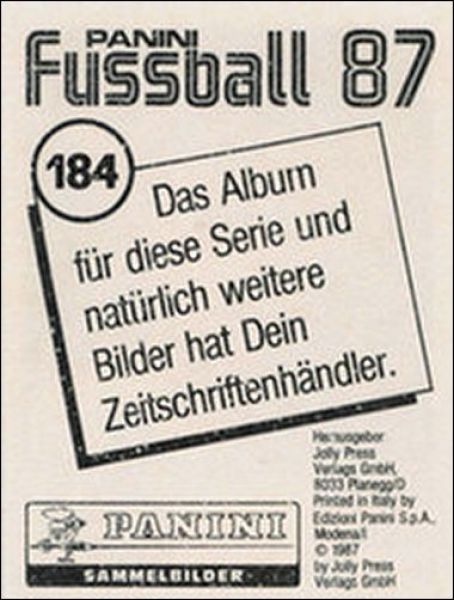 PANINI
Fussball 87
184
Das Album
für diese Serie und
natürlich weitere
Bilder hat Dein
Zeitschriftenhändler.
Herausgeber
Jolly Press
Verlags GmbH,
8033 Planegg/D
Printed in Italy by
Edizioni Panini S.p.A.,
Modena/I
© 1987
by Jolly Press
Verlags GmbH
PANINI
SAMMELBILDER